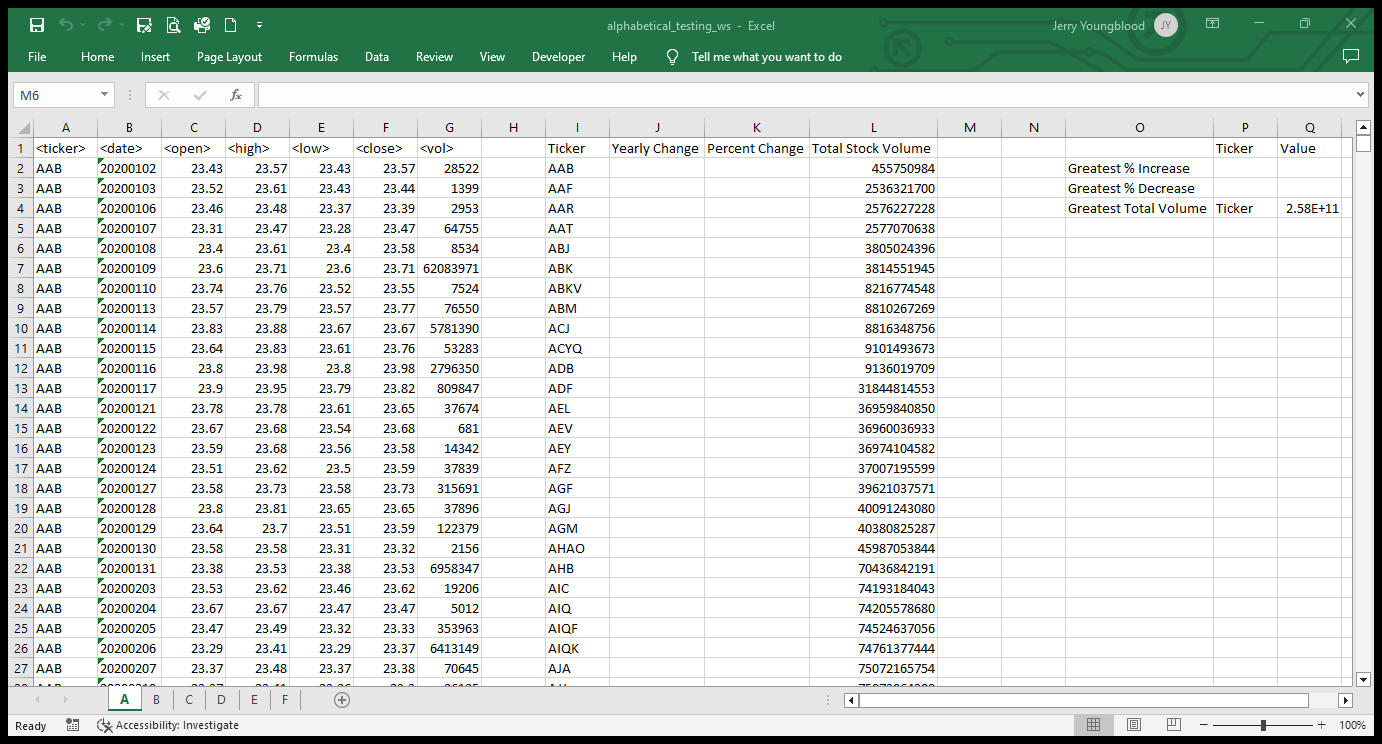 alphabetical_testing_ws - Excel
Jerry Youngblood JY
File Home Insert Page Layout Formulas Data Review View Developer Help Tell me what you want to do
M6 fx
A B C D E F G H I J K L M N O P Q
1 <ticker> <date> <open> <high> <low> <close> <vol> Ticker Yearly Change Percent Change Total Stock Volume Ticker Value
2 AAB 20200102 23.43 23.57 23.43 23.57 28522 AAB 455750984 Greatest % Increase
3 AAB 20200103 23.52 23.61 23.43 23.44 1399 AAF 2536321700 Greatest % Decrease
4 AAB 20200106 23.46 23.48 23.37 23.39 2953 AAR 2576227228 Greatest Total Volume Ticker 2.58E+11
5 AAB 20200107 23.31 23.47 23.28 23.47 64755 AAT 2577070638
6 AAB 20200108 23.4 23.61 23.4 23.58 8534 ABJ 3805024396
7 AAB 20200109 23.6 23.71 23.6 23.71 62083971 ABK 3814551945
8 AAB 20200110 23.74 23.76 23.52 23.55 7524 ABKV 8216774548
9 AAB 20200113 23.57 23.79 23.57 23.77 76550 ABM 8810267269
10 AAB 20200114 23.83 23.88 23.67 23.67 5781390 ACJ 8816348756
11 AAB 20200115 23.64 23.83 23.61 23.76 53283 ACYQ 9101493673
12 AAB 20200116 23.8 23.98 23.8 23.98 2796350 ADB 9136019709
13 AAB 20200117 23.9 23.95 23.79 23.82 809847 ADF 31844814553
14 AAB 20200121 23.78 23.78 23.61 23.65 37674 AEL 36959840850
15 AAB 20200122 23.67 23.68 23.54 23.68 681 AEV 36960036933
16 AAB 20200123 23.59 23.68 23.56 23.58 14342 AEY 36974104582
17 AAB 20200124 23.51 23.62 23.5 23.59 37839 AFZ 37007195599
18 AAB 20200127 23.58 23.73 23.58 23.73 315691 AGF 39621037571
19 AAB 20200128 23.8 23.81 23.65 23.65 37896 AGJ 40091243080
20 AAB 20200129 23.64 23.7 23.51 23.59 122379 AGM 40380825287
21 AAB 20200130 23.58 23.58 23.31 23.32 2156 AHAO 45987053844
22 AAB 20200131 23.38 23.53 23.38 23.53 6958347 AHB 70436842191
23 AAB 20200203 23.53 23.62 23.46 23.62 19206 AIC 74193184043
24 AAB 20200204 23.67 23.67 23.47 23.47 5012 AIQ 74205578680
25 AAB 20200205 23.47 23.49 23.32 23.33 353963 AIQF 74524637056
26 AAB 20200206 23.29 23.41 23.29 23.37 6413149 AIQK 74761377444
27 AAB 20200207 23.37 23.48 23.37 23.38 70645 AJA 75072165754
A B C D E F
Ready Accessibility: Investigate 100%